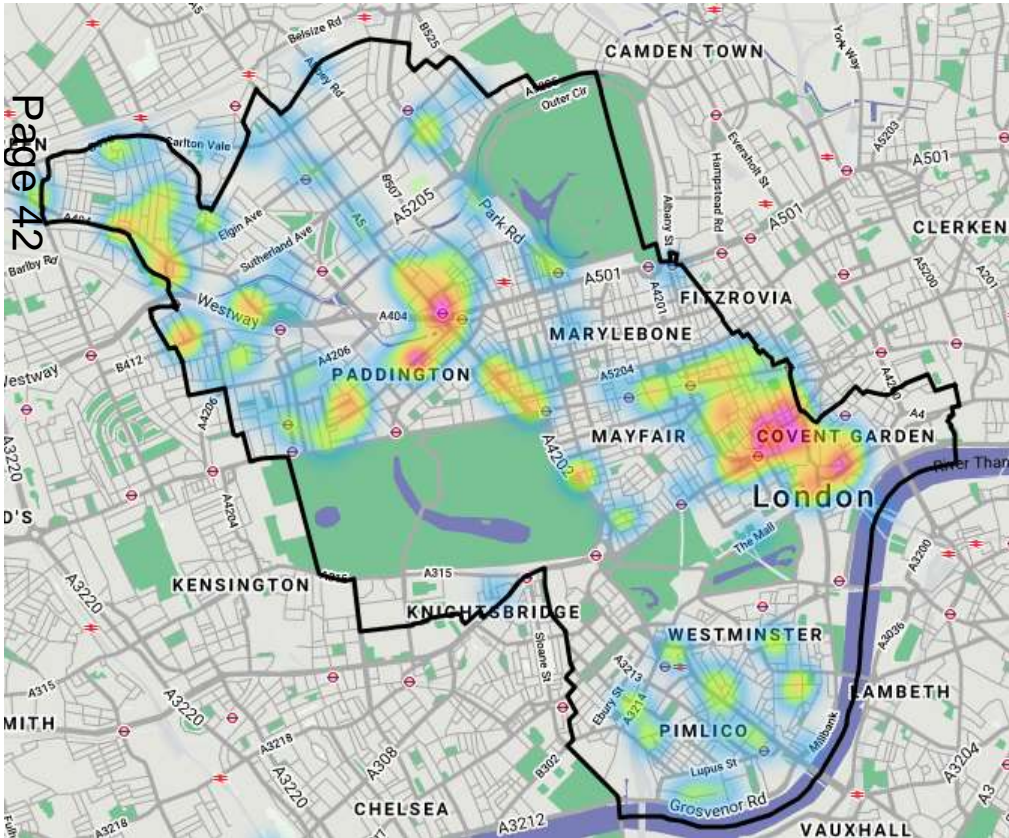 Belsize Rd
B525
CAMDEN TOWN
York Way
Abbey Rd
Outer Cir
Page 42
Carlton Vale
Eversholt St
A5203
A501
Hampstead Rd
B507
A5205
A5
Park Rd
Albany St
A501
Elgin Ave
CLERKEN
A404
Barlby Rd
Sutherland Ave
A501
A4201
A5200
A201
FITZROVIA
Westway
A404
MARYLEBONE
B412
A4206
Westway
PADDINGTON
A5204
A4206
A4
MAYFAIR
COVENT GARDEN
A3220
A4202
River Than
London
D'S
A4204
The Mall
A3200
A315
A315
KENSINGTON
A3220
KNIGHTSBRIDGE
WESTMINSTER
Sloane St
A3036
A3213
A315
LAMBETH
Ebury St
A3214
MITH
A3220
PIMLICO
Millbank
A3218
A308
B302
Lupus St
A3204
A3220
Grosvenor Rd
A3
CHELSEA
A3212
A3218
VAUXHALL